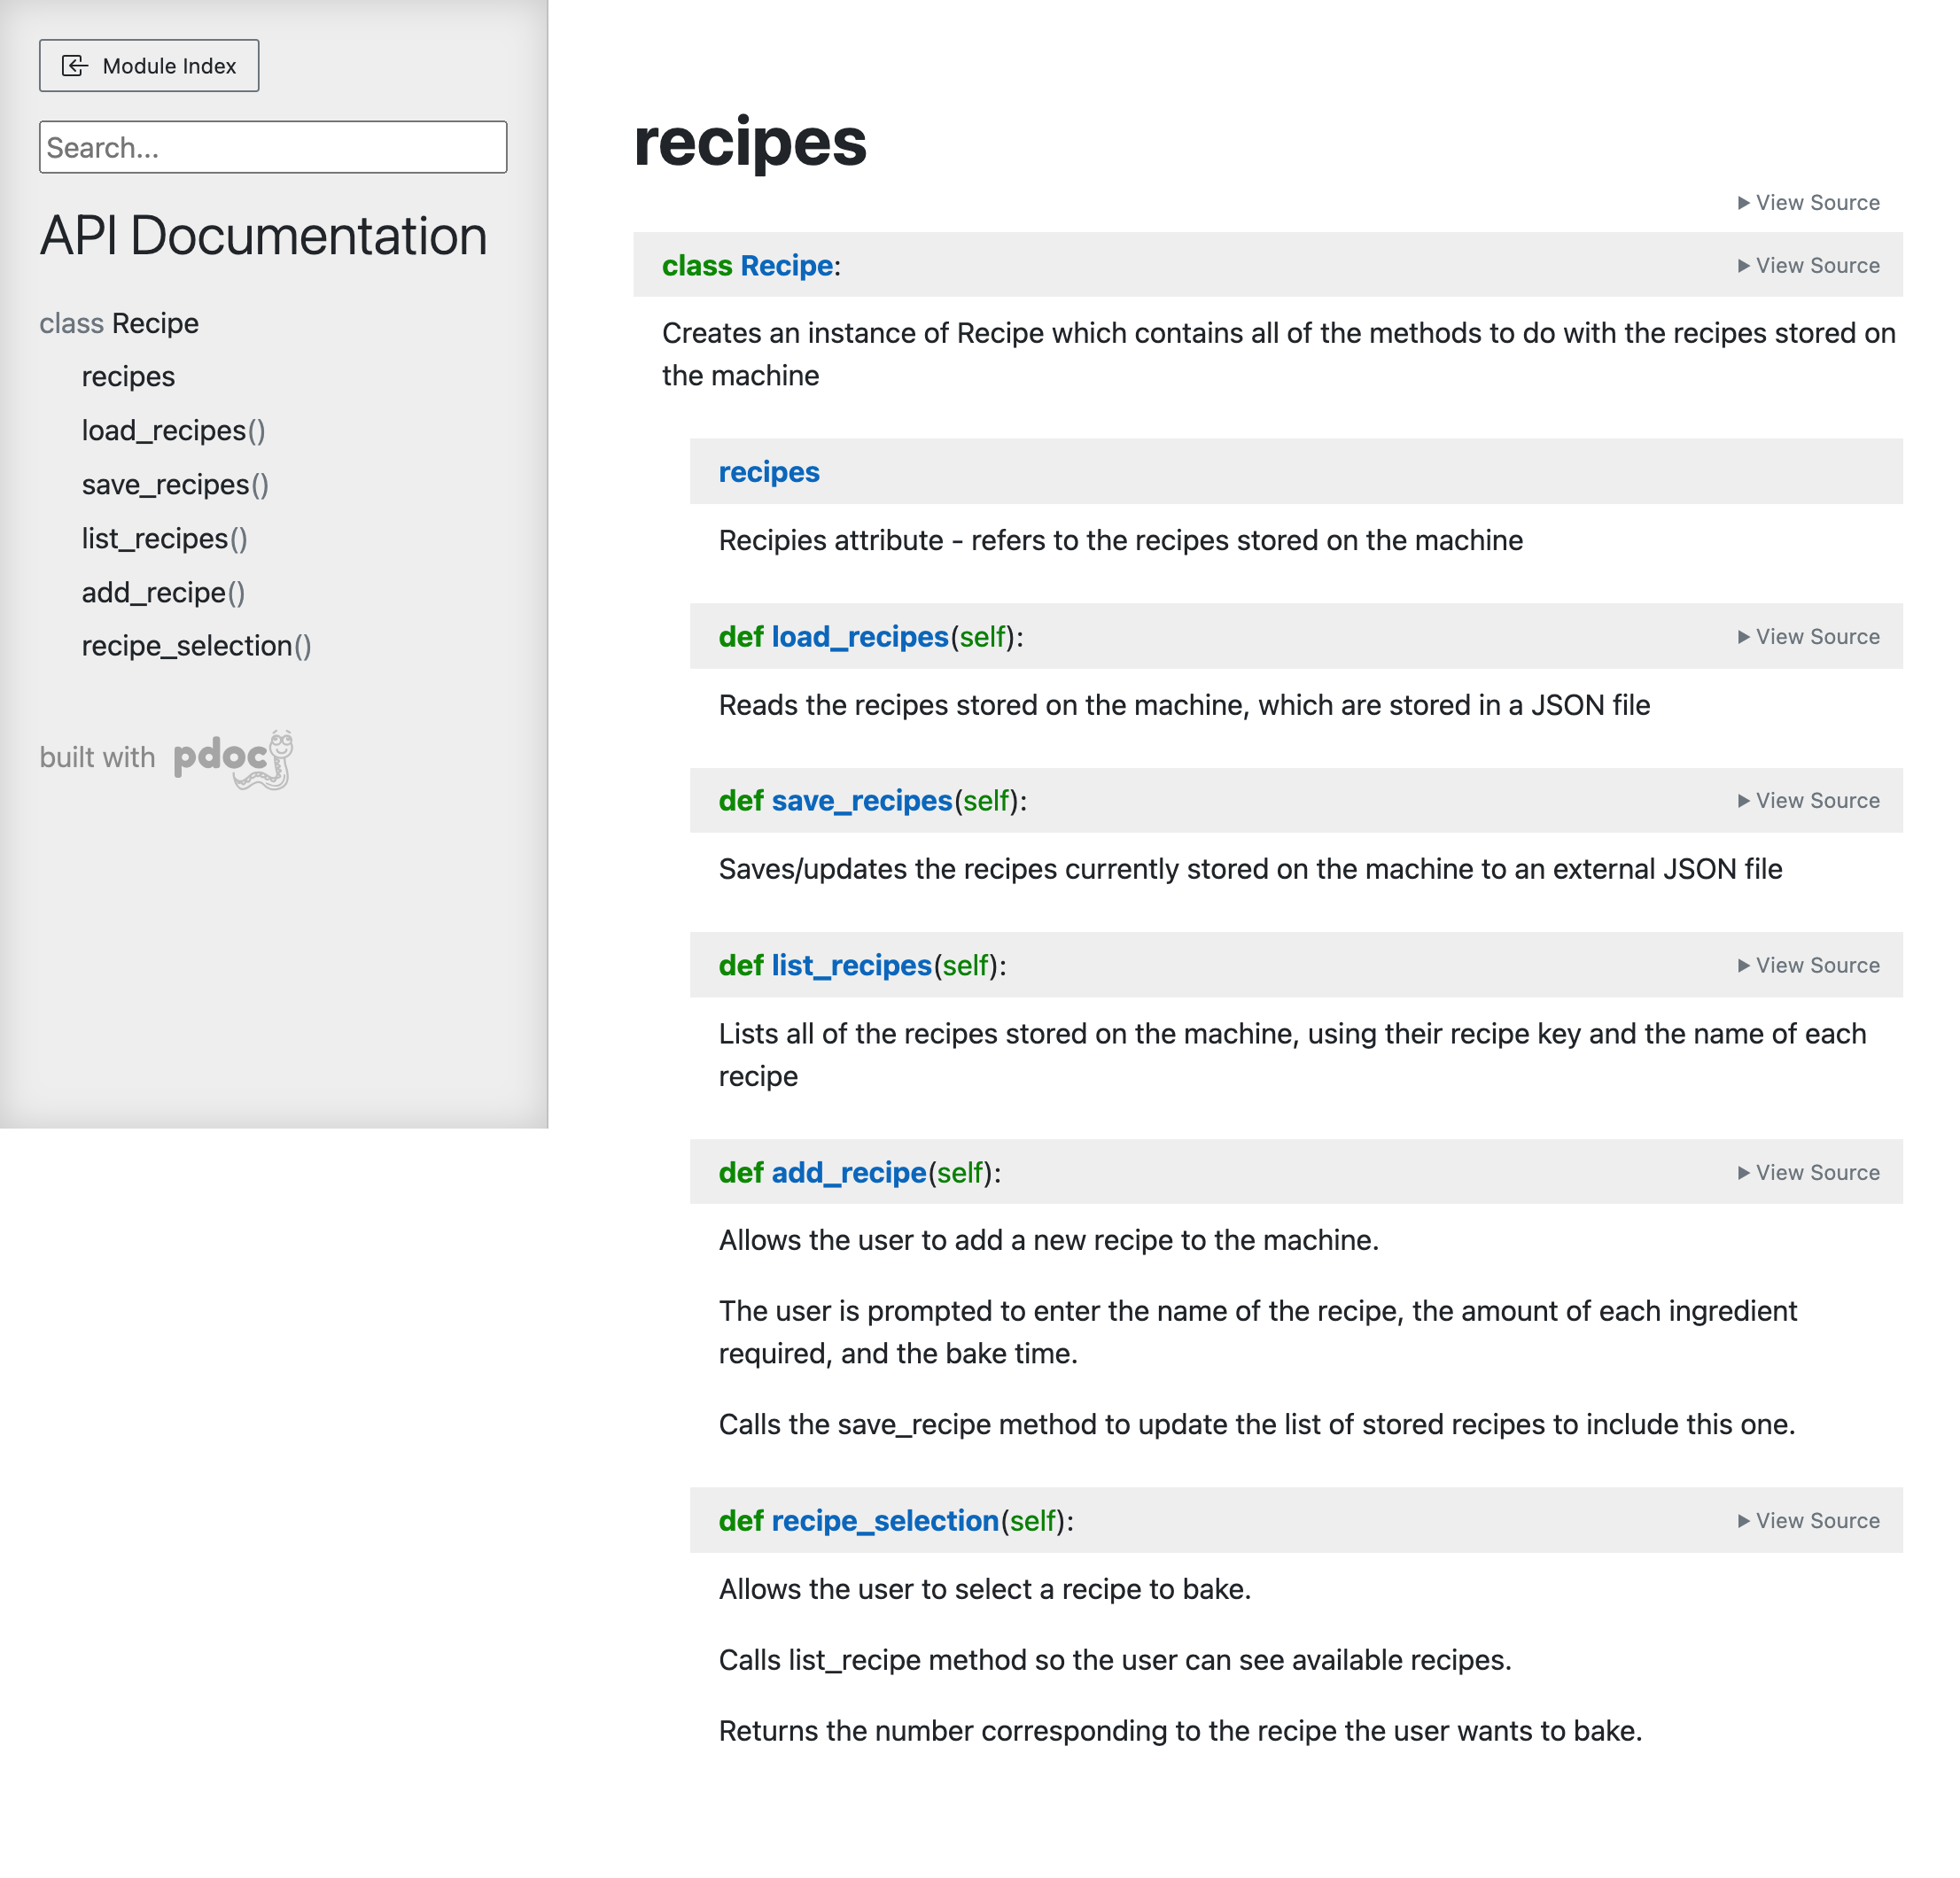 Module Index
Search...
API Documentation
class Recipe
recipes
load_recipes()
save_recipes()
list_recipes()
add_recipe()
recipe_selection()
built with pdoc
recipes
View Source
class Recipe:
View Source
Creates an instance of Recipe which contains all of the methods to do with the recipes stored on
the machine
recipes
Recipies attribute - refers to the recipes stored on the machine
def load_recipes(self):
View Source
Reads the recipes stored on the machine, which are stored in a JSON file
def save_recipes(self):
View Source
Saves/updates the recipes currently stored on the machine to an external JSON file
def list_recipes(self):
View Source
Lists all of the recipes stored on the machine, using their recipe key and the name of each
recipe
def add_recipe(self):
View Source
Allows the user to add a new recipe to the machine.
The user is prompted to enter the name of the recipe, the amount of each ingredient
required, and the bake time.
Calls the save_recipe method to update the list of stored recipes to include this one.
def recipe_selection(self):
View Source
Allows the user to select a recipe to bake.
Calls list_recipe method so the user can see available recipes.
Returns the number corresponding to the recipe the user wants to bake.